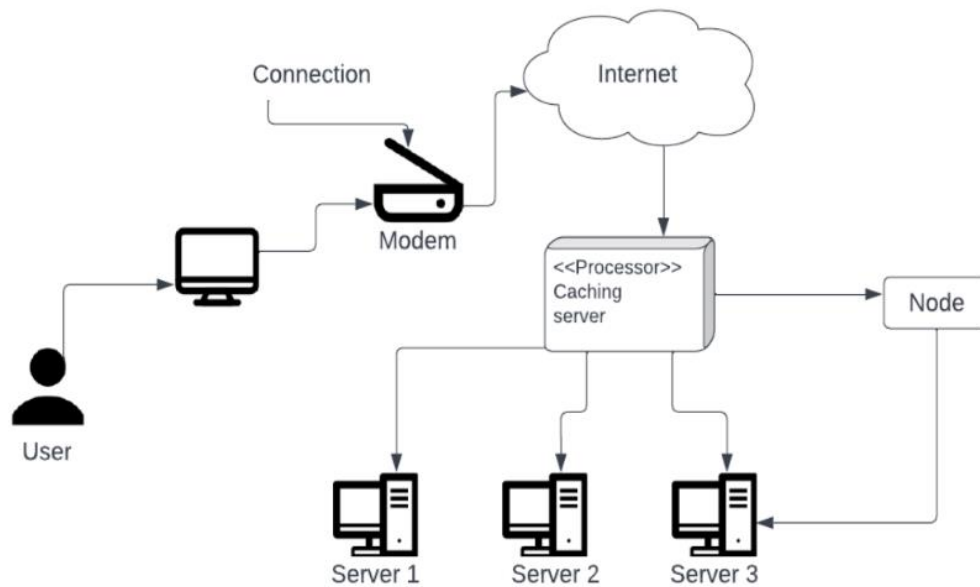 Connection
Internet
Modem
<<Processor>>
Caching
server
Node
User
Server 1
Server 2
Server 3